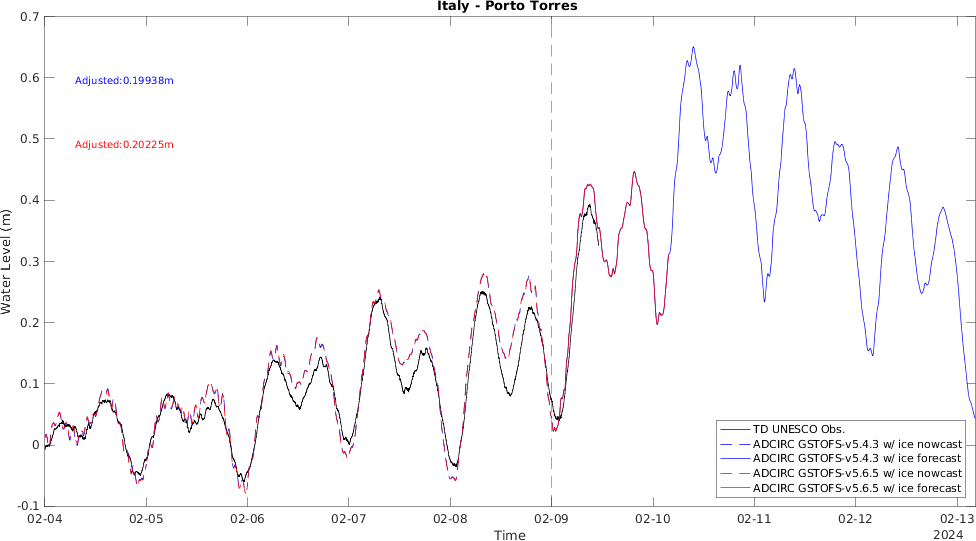 Italy - Porto Torres
0.7
0.6
0.5
0.4
0.3
0.2
0.1
0
-0.1
Water Level (m)
Adjusted:0.19938m
Adjusted:0.20225m
TD UNESCO Obs.
ADCIRC GSTOFS-v5.4.3 w/ ice nowcast
ADCIRC GSTOFS-v5.4.3 w/ ice forecast
ADCIRC GSTOFS-v5.6.5 w/ ice nowcast
ADCIRC GSTOFS-v5.6.5 w/ ice forecast
02-04 02-05 02-06 02-07 02-08 02-09 02-10 02-11 02-12 02-13
Time
2024